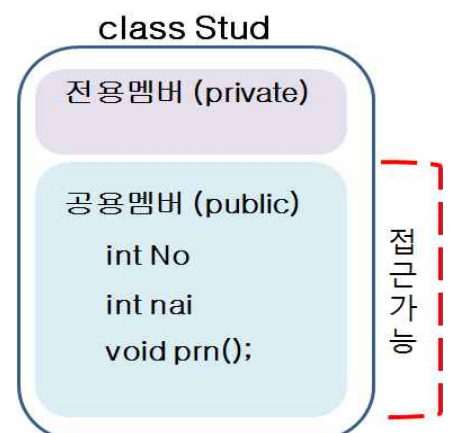 class Stud
전용멤버 (private)
공용멤버 (public)
int No
int nai
void prn();
접근가능